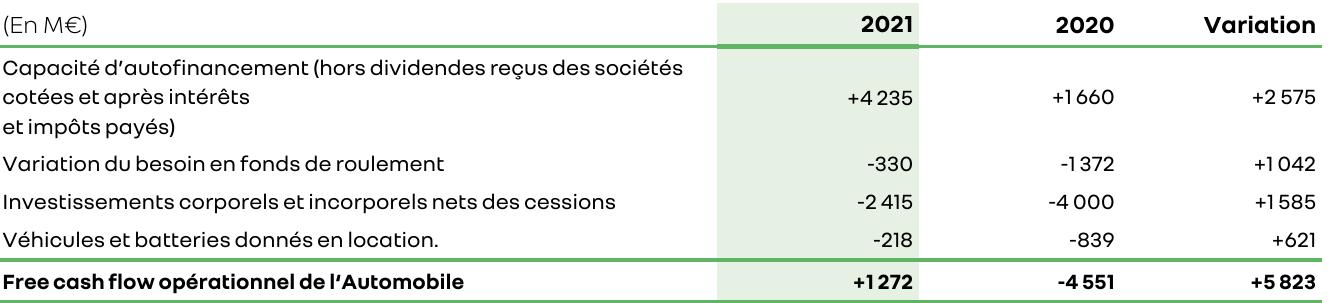 (En M€) 2021 2020 Variation
Capacité d’autofinancement (hors dividendes reçus des sociétés
cotées et après intérêts +4 235 +1 660 +2 575
et impôts payés)
Variation du besoin en fonds de roulement -330 -1 372 +1 042
Investissements corporels et incorporels nets des cessions -2 415 -4 000 +1 585
Véhicules et batteries donnés en location. -218 -839 +621
Free cash flow opérationnel de l’Automobile +1 272 -4 551 +5 823